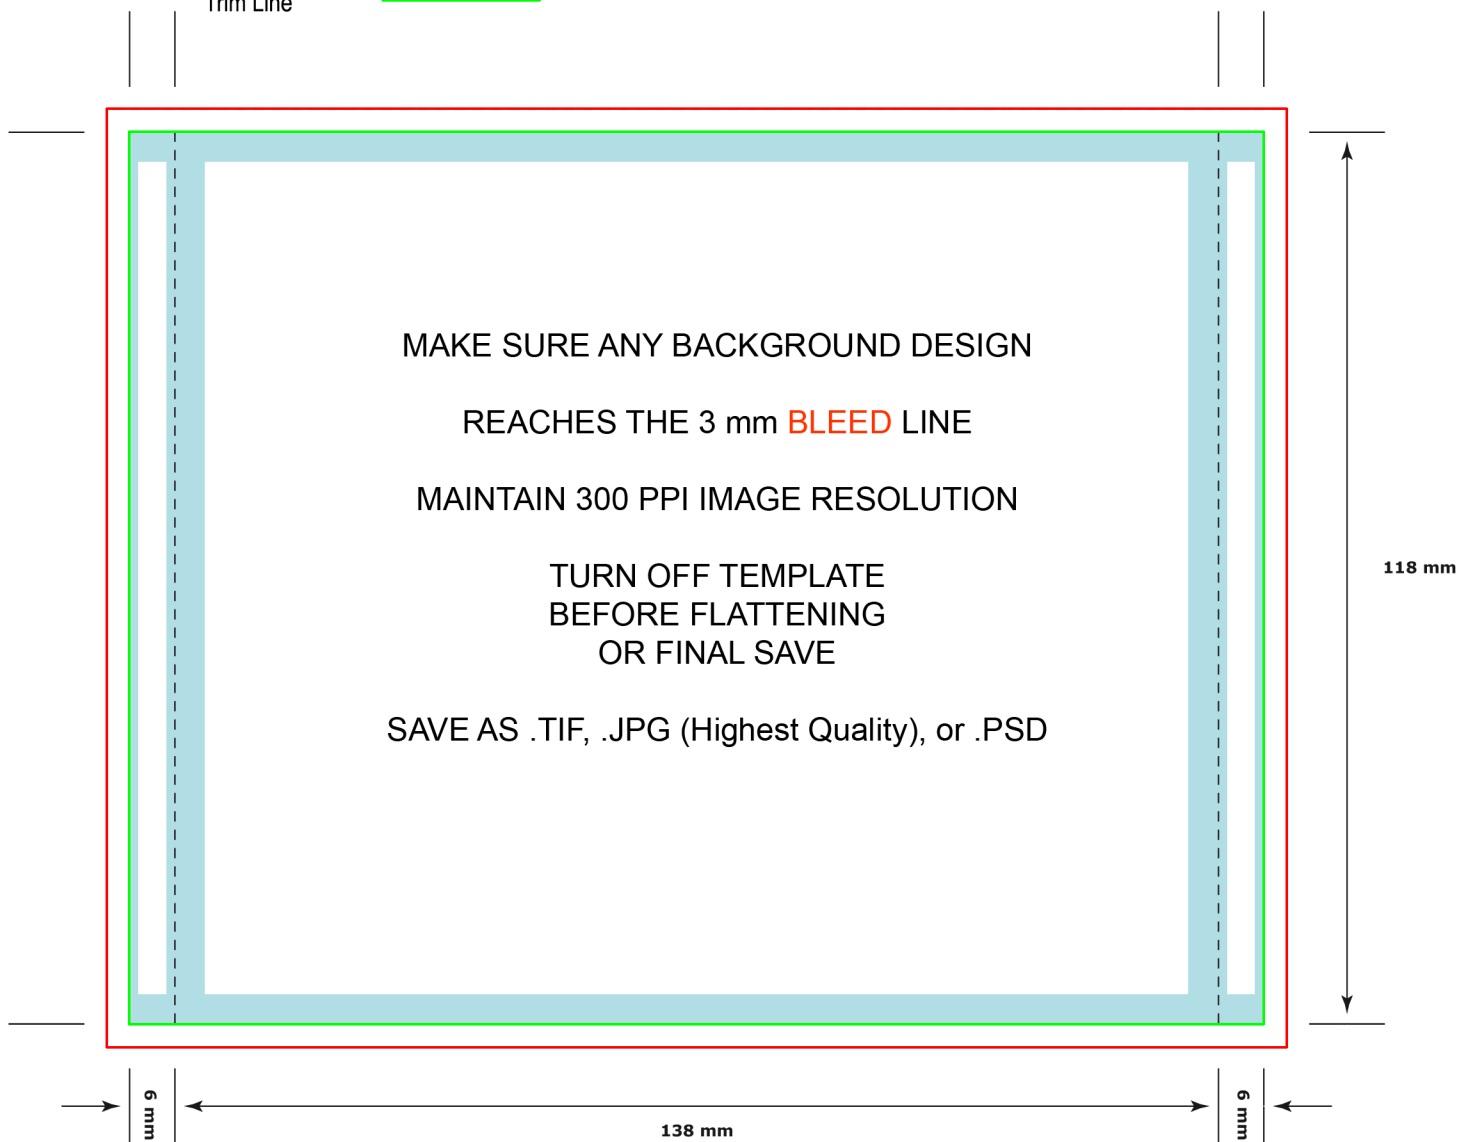 Trim Line
MAKE SURE ANY BACKGROUND DESIGN
REACHES THE 3 mm BLEED LINE
MAINTAIN 300 PPI IMAGE RESOLUTION
TURN OFF TEMPLATE
BEFORE FLATTENING
OR FINAL SAVE
SAVE AS .TIF, .JPG (Highest Quality), or .PSD
118 mm
6 mm
138 mm
6 mm